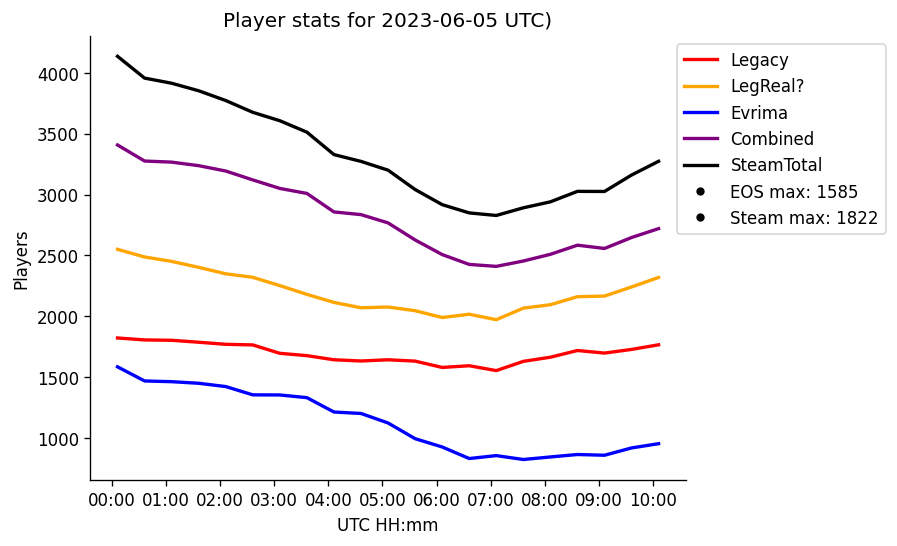 Player stats for 2023-06-05 UTC)
Legacy
LegReal?
Evrima
Combined
SteamTotal
EOS max: 1585
Steam max: 1822
4000
3500
3000
2500
2000
1500
1000
Players
00:00 01:00 02:00 03:00 04:00 05:00 06:00 07:00 08:00 09:00 10:00
UTC HH:mm